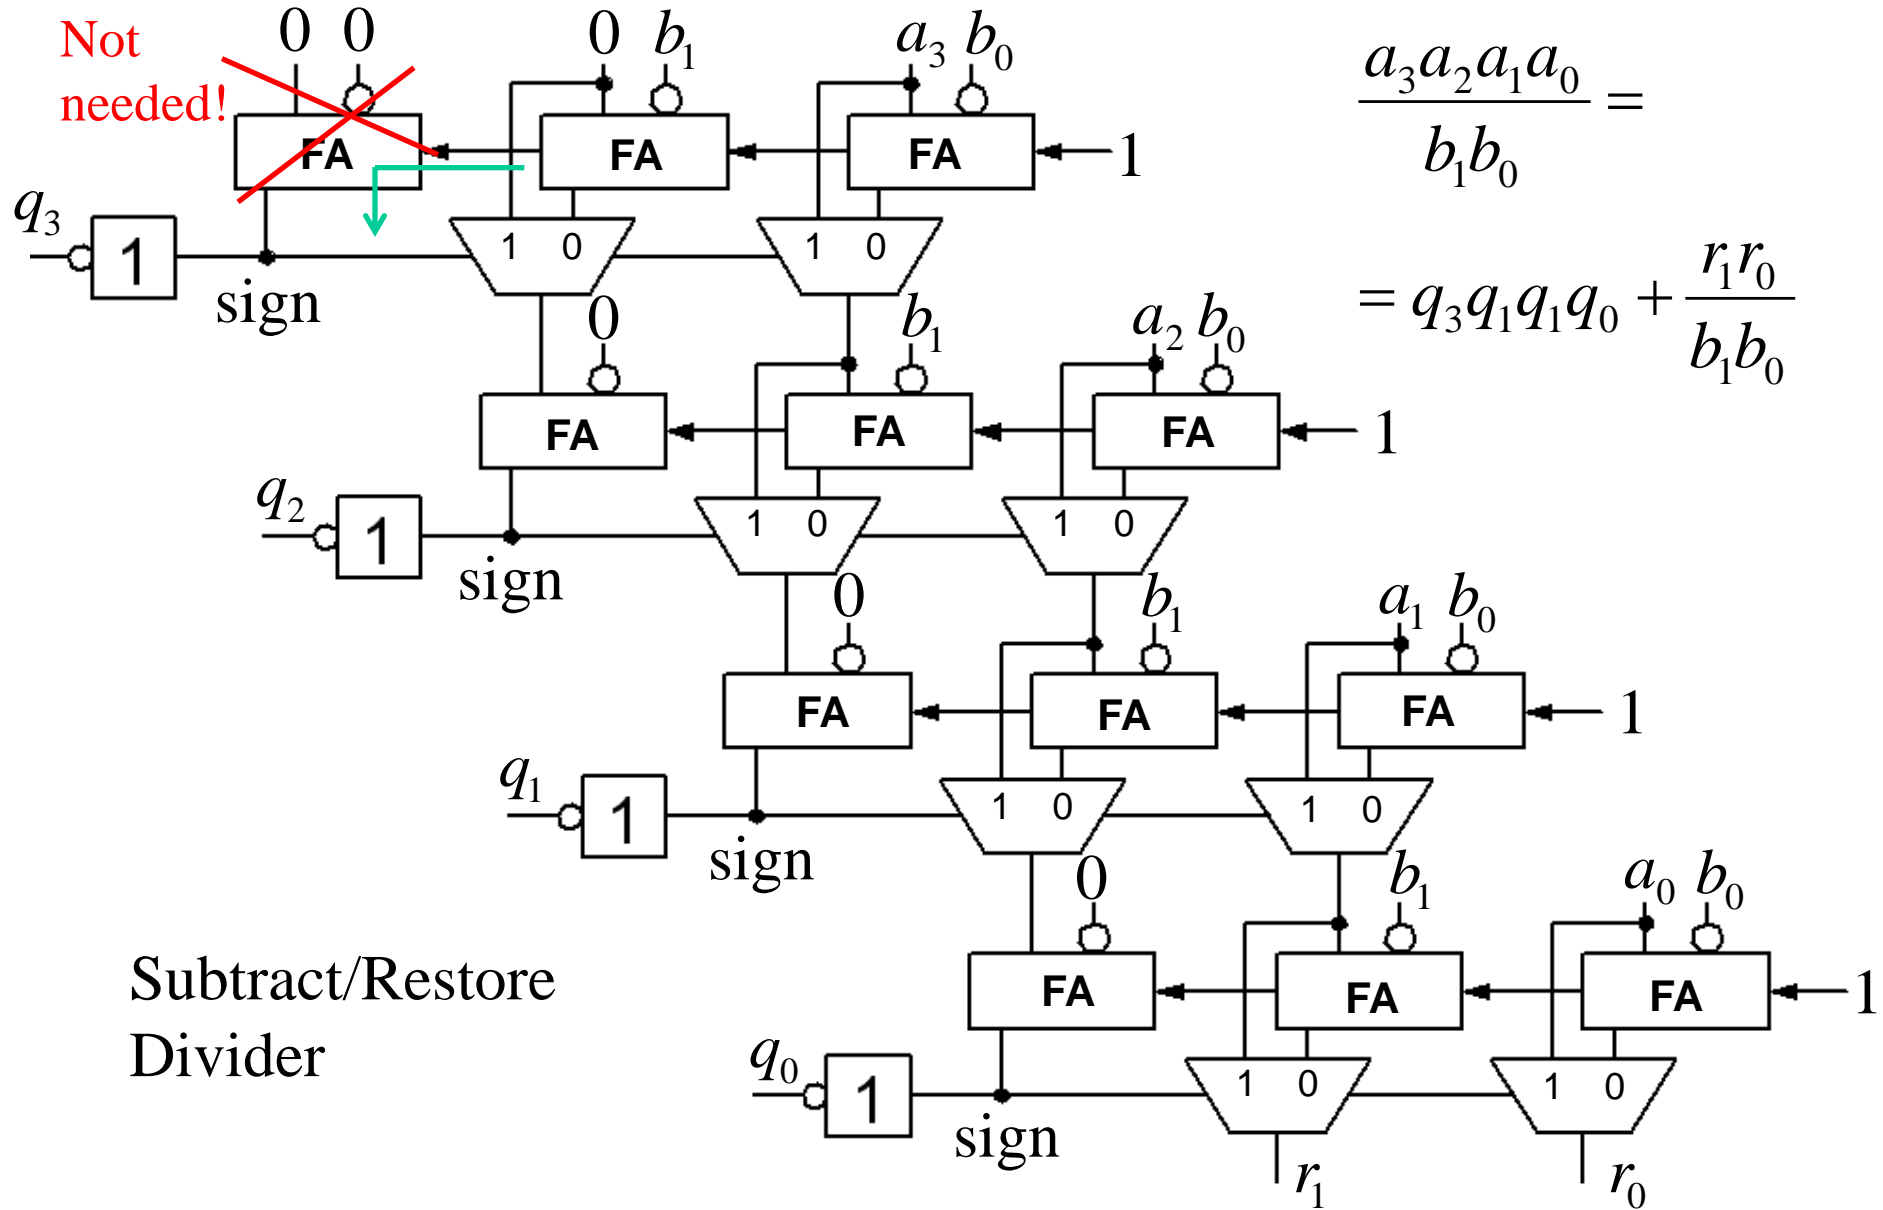 Not needed!
0 0 0 b₁ a₃ b₀
FA FA FA 1
q₃ 1 1 0 1 0
sign
a₃a₂a₁a₀ / b₁b₀ =
= q₃q₁q₁q₀ + r₁r₀ / b₁b₀
0 b₁ a₂ b₀
FA FA FA 1
q₂ 1 1 0 1 0
sign
0 b₁ a₁ b₀
FA FA FA 1
q₁ 1 1 0 1 0
sign
0 b₁ a₀ b₀
FA FA FA 1
q₀ 1 1 0 1 0
sign
r₁ r₀
Subtract/Restore
Divider